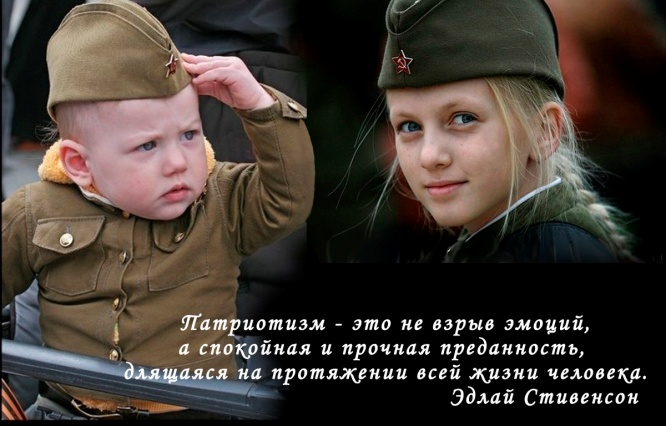 Патриотизм - это не взрыв эмоций,
а спокойная и прочная преданность,
длящаяся на протяжении всей жизни человека.
Эдлай Стивенсон